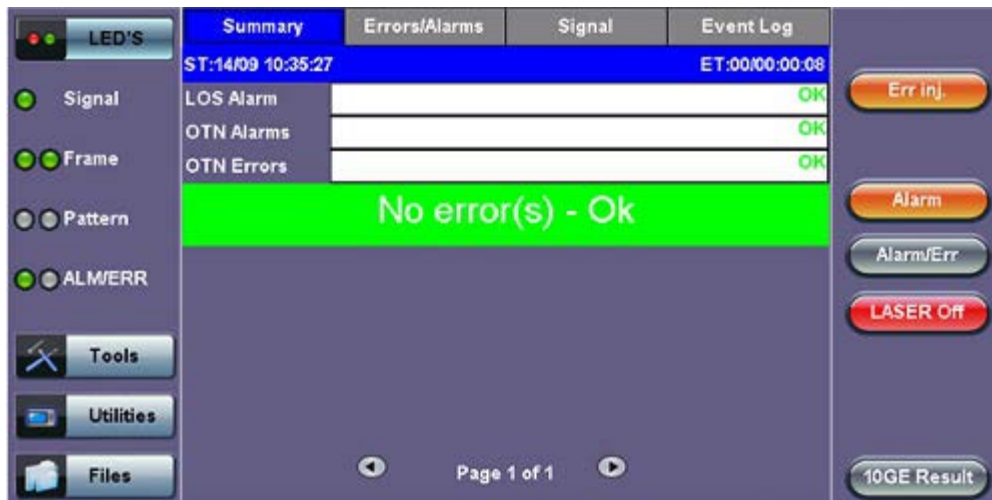 LED'S
Summary
Errors/Alarms
Signal
Event Log
ST:14/09 10:35:27
ET:00/00:00:08
Signal
LOS Alarm
OK
Err inj.
OTN Alarms
OK
Frame
OTN Errors
OK
Pattern
No error(s) - Ok
Alarm
Alarm/Err
ALM/ERR
LASER Off
Tools
Utilities
Files
Page 1 of 1
10GE Result